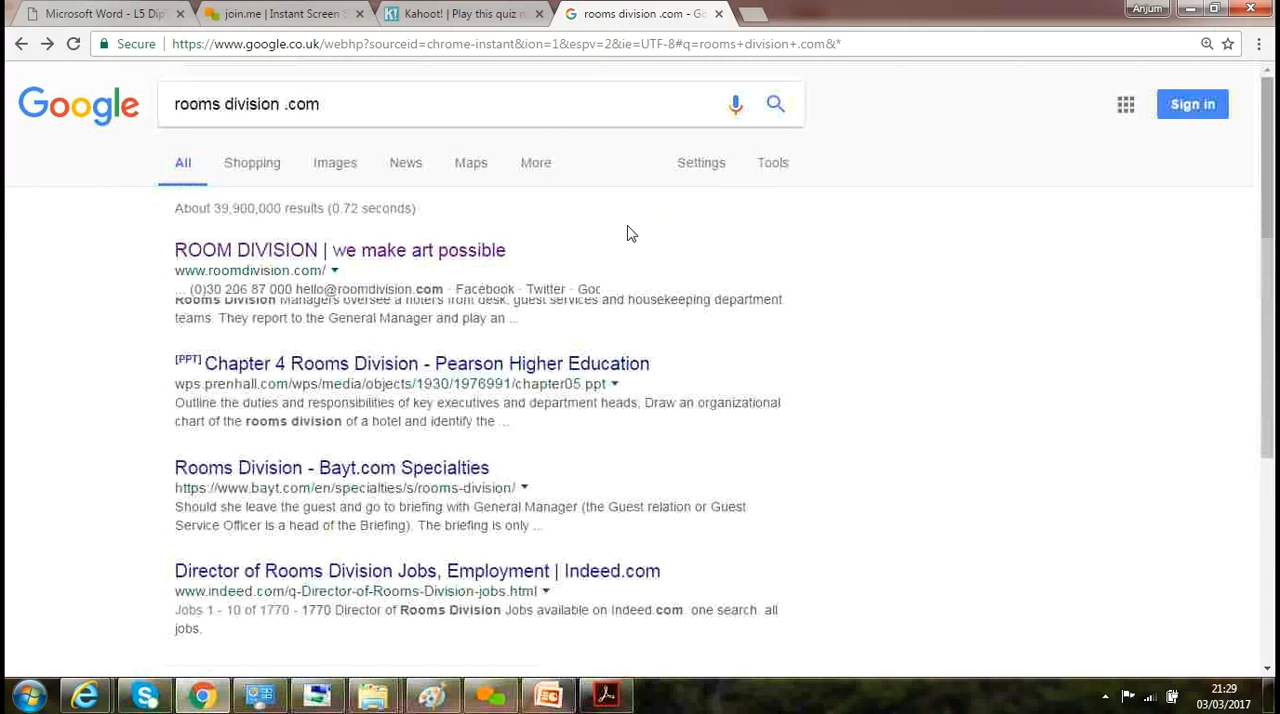 Microsoft Word - L5 Dip
join.me | Instant Screen S
Kahoot! | Play this quiz n
rooms division .com - Go
Anjum
Secure
https://www.google.co.uk/webhp?sourceid=chrome-instant&ion=1&espv=2&ie=UTF-8#q=rooms+division+.com&*
Google
rooms division .com
Sign in
All Shopping Images News Maps More Settings Tools
About 39,900,000 results (0.72 seconds)
ROOM DIVISION | we make art possible
www.roomdivision.com/
... (0)30 206 87 000 hello@roomdivision.com · Facebook · Twitter · Goo
Rooms Division Managers oversee a hotel's front desk, guest services and housekeeping department
teams. They report to the General Manager and play an ...
[PPT] Chapter 4 Rooms Division - Pearson Higher Education
wps.prenhall.com/wps/media/objects/1930/1976991/chapter05.ppt
Outline the duties and responsibilities of key executives and department heads, Draw an organizational
chart of the rooms division of a hotel and identify the ...
Rooms Division - Bayt.com Specialties
https://www.bayt.com/en/specialties/s/rooms-division/
Should she leave the guest and go to briefing with General Manager (the Guest relation or Guest
Service Officer is a head of the Briefing). The briefing is only ...
Director of Rooms Division Jobs, Employment | Indeed.com
www.indeed.com/q-Director-of-Rooms-Division-jobs.html
Jobs 1 - 10 of 1770 - 1770 Director of Rooms Division Jobs available on Indeed.com one search all
jobs.
21:29
03/03/2017